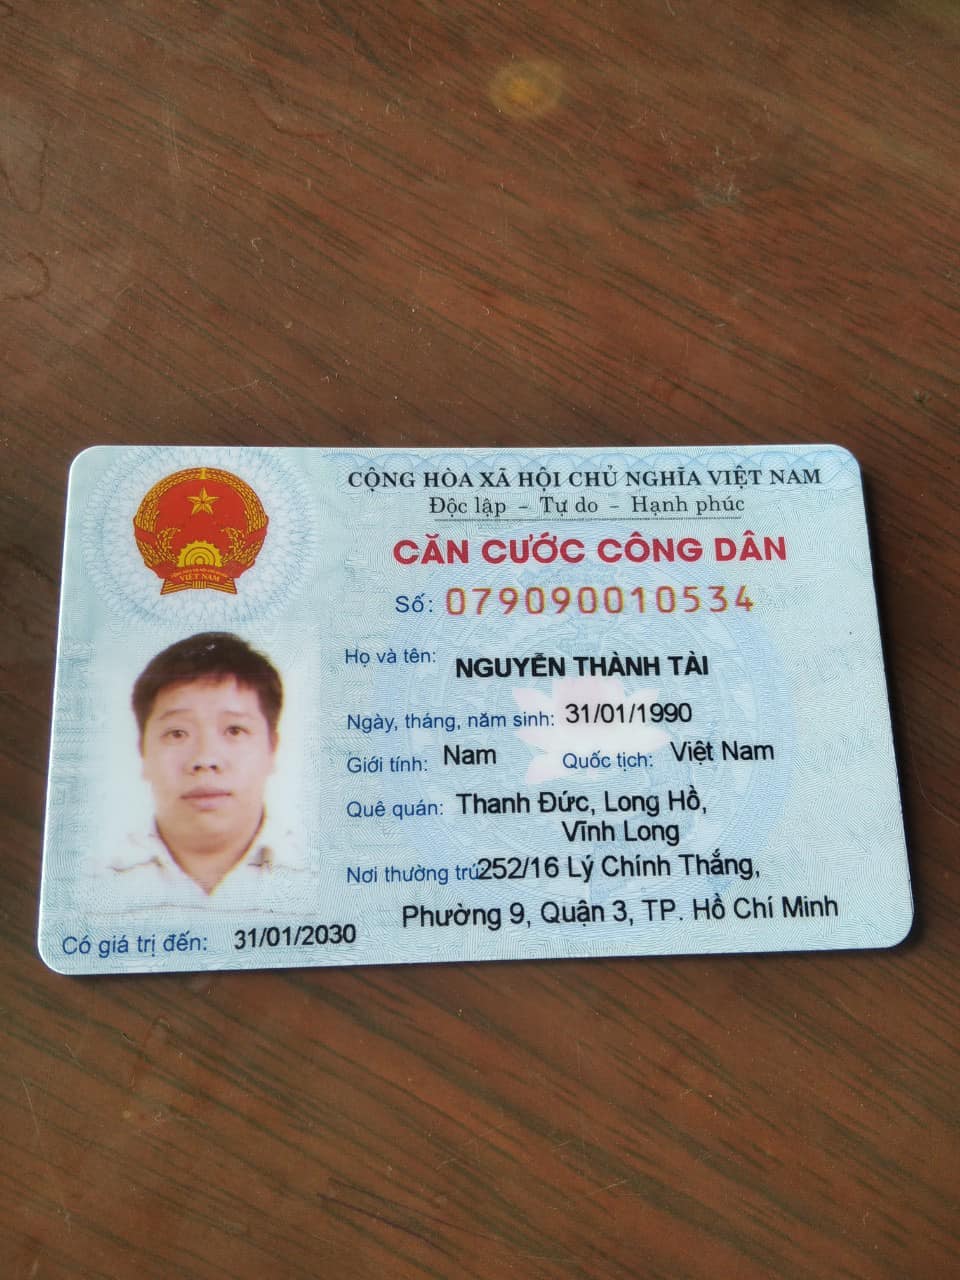 CỘNG HÒA XÃ HỘI CHỦ NGHĨA VIỆT NAM
Độc lập – Tự do – Hạnh phúc
CĂN CƯỚC CÔNG DÂN
Số: 079090010534
Họ và tên: NGUYỄN THÀNH TÀI
Ngày, tháng, năm sinh: 31/01/1990
Giới tính: Nam Quốc tịch: Việt Nam
Quê quán: Thanh Đức, Long Hồ,
Vĩnh Long
Nơi thường trú 252/16 Lý Chính Thắng,
Phường 9, Quận 3, TP. Hồ Chí Minh
VIỆT NAM
Có giá trị đến: 31/01/2030